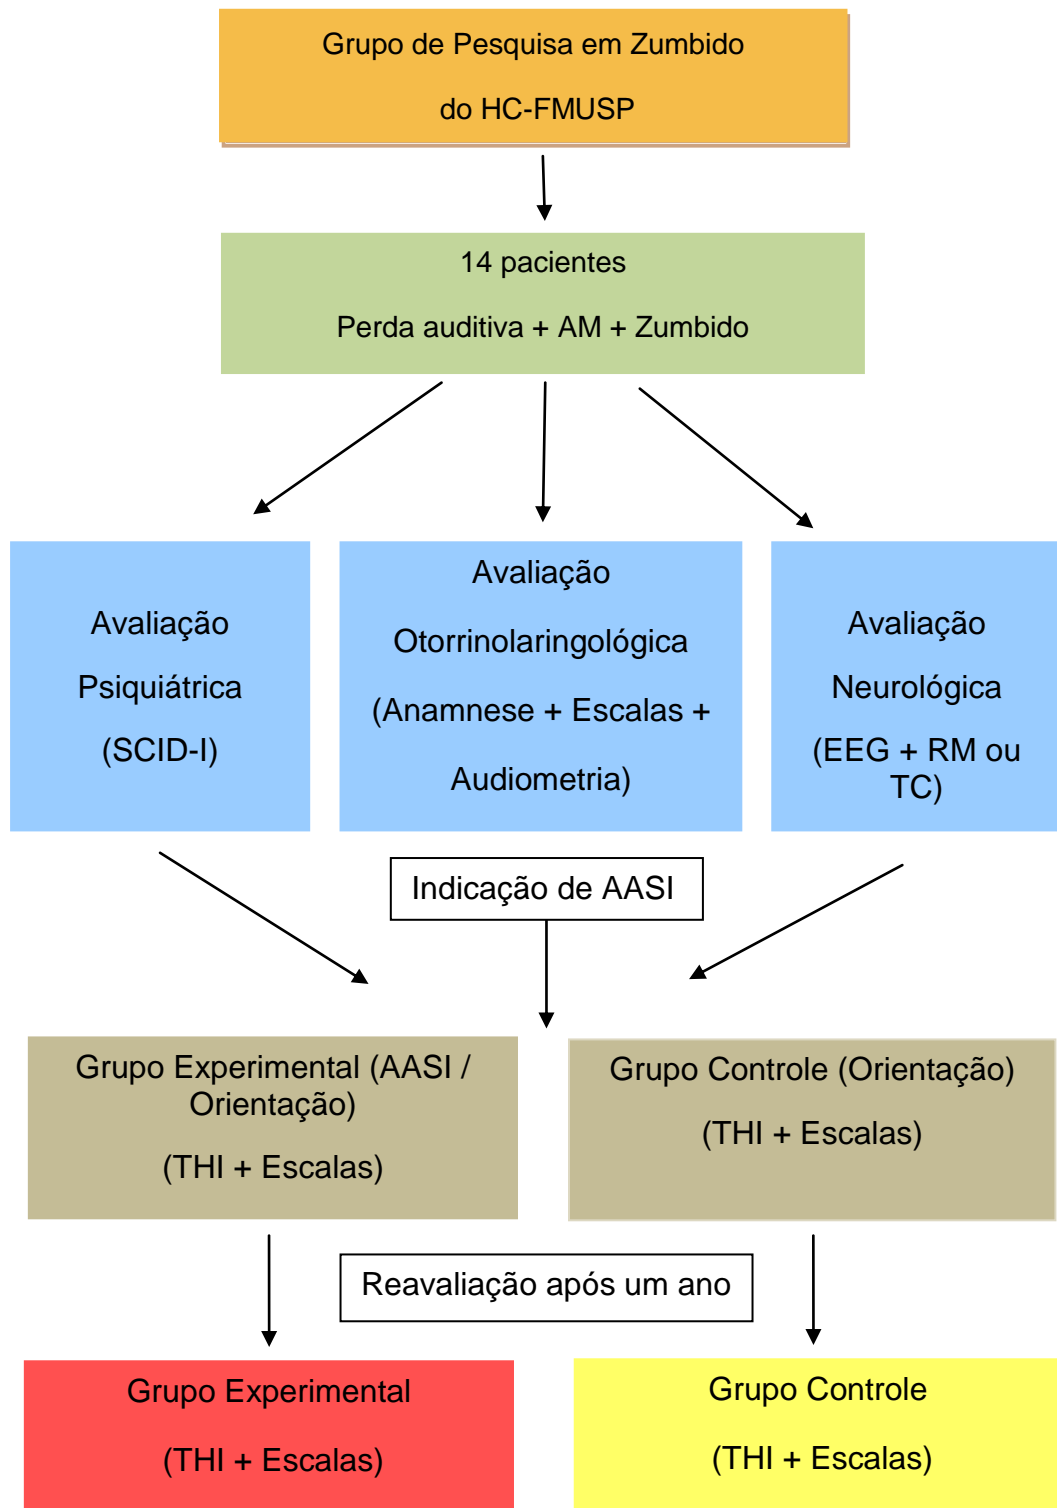 Grupo de Pesquisa em Zumbido
do HC-FMUSP
14 pacientes
Perda auditiva + AM + Zumbido
Avaliação
Psiquiátrica
(SCID-I)
Avaliação
Otorrinolaringológica
(Anamnese + Escalas +
Audiometria)
Avaliação
Neurológica
(EEG + RM ou
TC)
Indicação de AASI
Grupo Experimental (AASI /
Orientação)
(THI + Escalas)
Grupo Controle (Orientação)
(THI + Escalas)
Reavaliação após um ano
Grupo Experimental
(THI + Escalas)
Grupo Controle
(THI + Escalas)